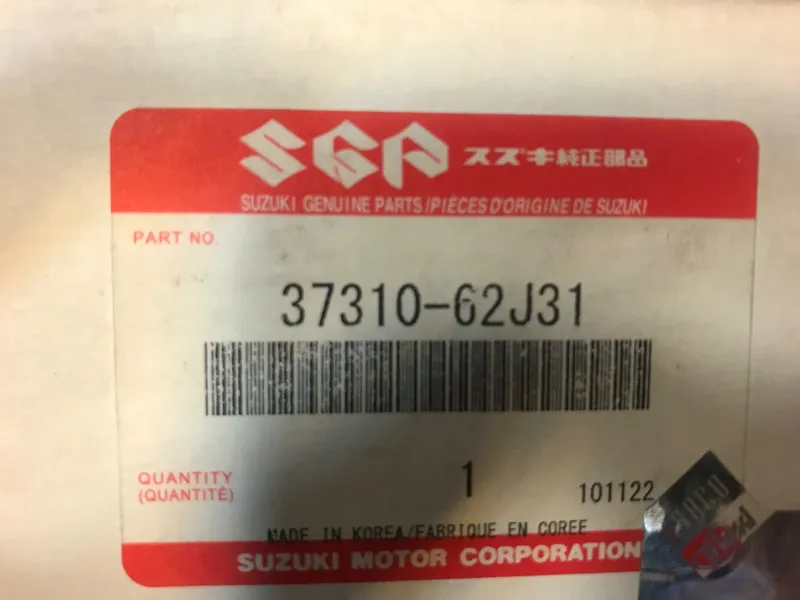 SGP スズキ純正部品
SUZUKI GENUINE PARTS/PIÈCES D'ORIGINE DE SUZUKI
PART NO.
37310-62J31
QUANTITY 1
(QUANTITÉ) 101122
MADE IN KOREA/FABRIQUE EN COREE
SUZUKI MOTOR CORPORATION